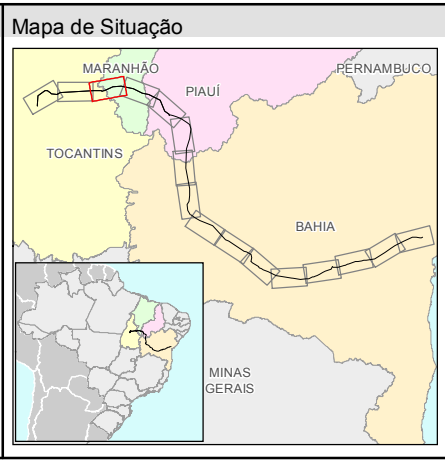 Mapa de Situação
MARANHÃO
PERNAMBUCO
PIAUÍ
TOCANTINS
BAHIA
MINAS
GERAIS